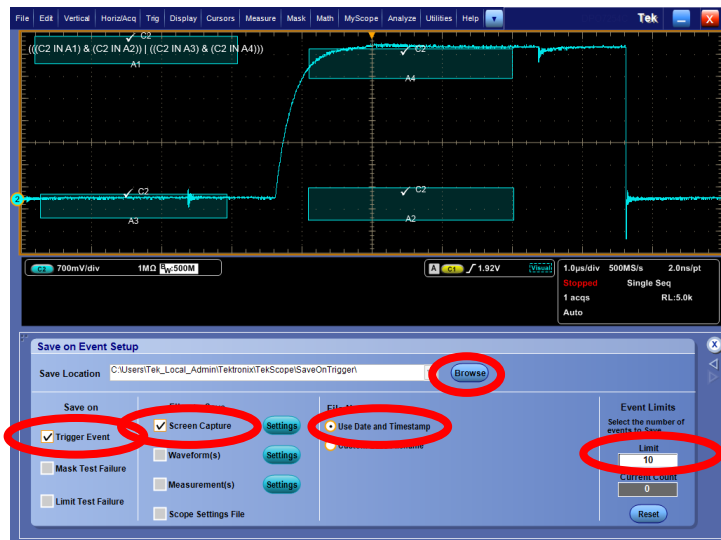 File Edit Vertical Horiz/Acq Trig Display Cursors Measure Mask Math MyScope Analyze Utilities Help Tek X
C2
(((C2 IN A1) & (C2 IN A2)) | ((C2 IN A3) & (C2 IN A4)))
A1
C2
A4
C2
A3
C2
A2
2
C2 700mV/div 1MΩ BW:500M
A C1 1.92V Visual
1.0µs/div 500MS/s 2.0ns/pt
Stopped Single Seq
1 acqs RL:5.0k
Auto
Save on Event Setup
X
Save Location C:\Users\Tek_Local_Admin\Tektronix\TekScope\SaveOnTrigger\ Browse
Save on
Trigger Event
Mask Test Failure
Limit Test Failure
Screen Capture Settings
Waveform(s) Settings
Measurement(s) Settings
Scope Settings File
Use Date and Timestamp
Event Limits
Select the number of
events to Save
Limit
10
Current Count
0
Reset